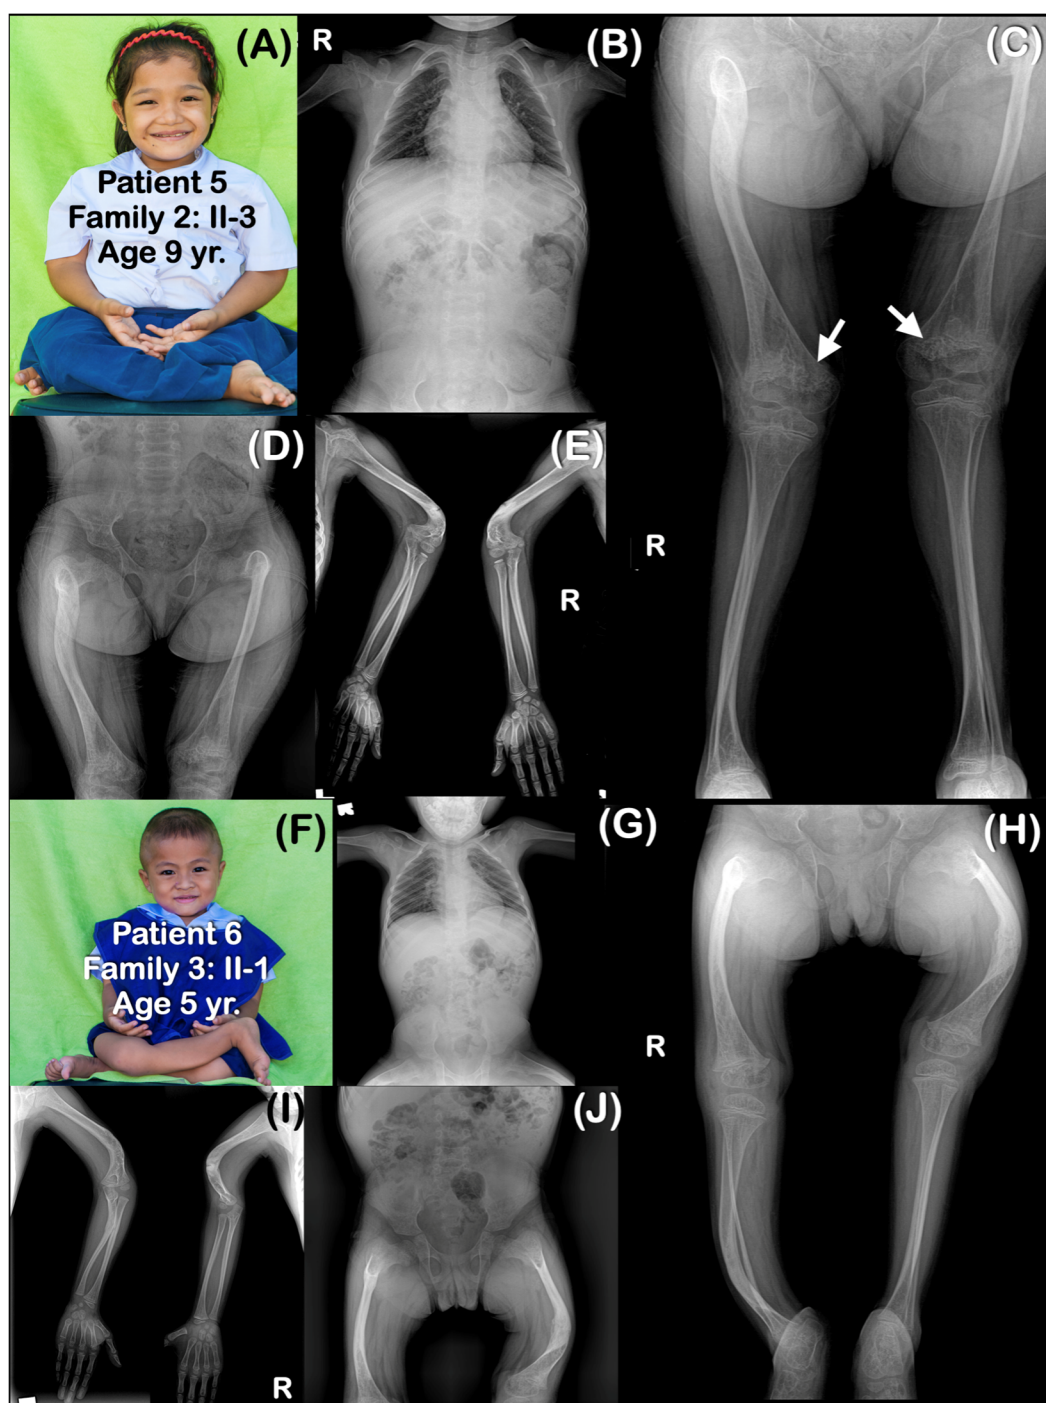 (A)
Patient 5
Family 2: II-3
Age 9 yr.
R
(B)
(C)
(D)
(E)
R
R
(F)
Patient 6
Family 3: II-1
Age 5 yr.
(G)
(H)
R
(I)
R
(J)